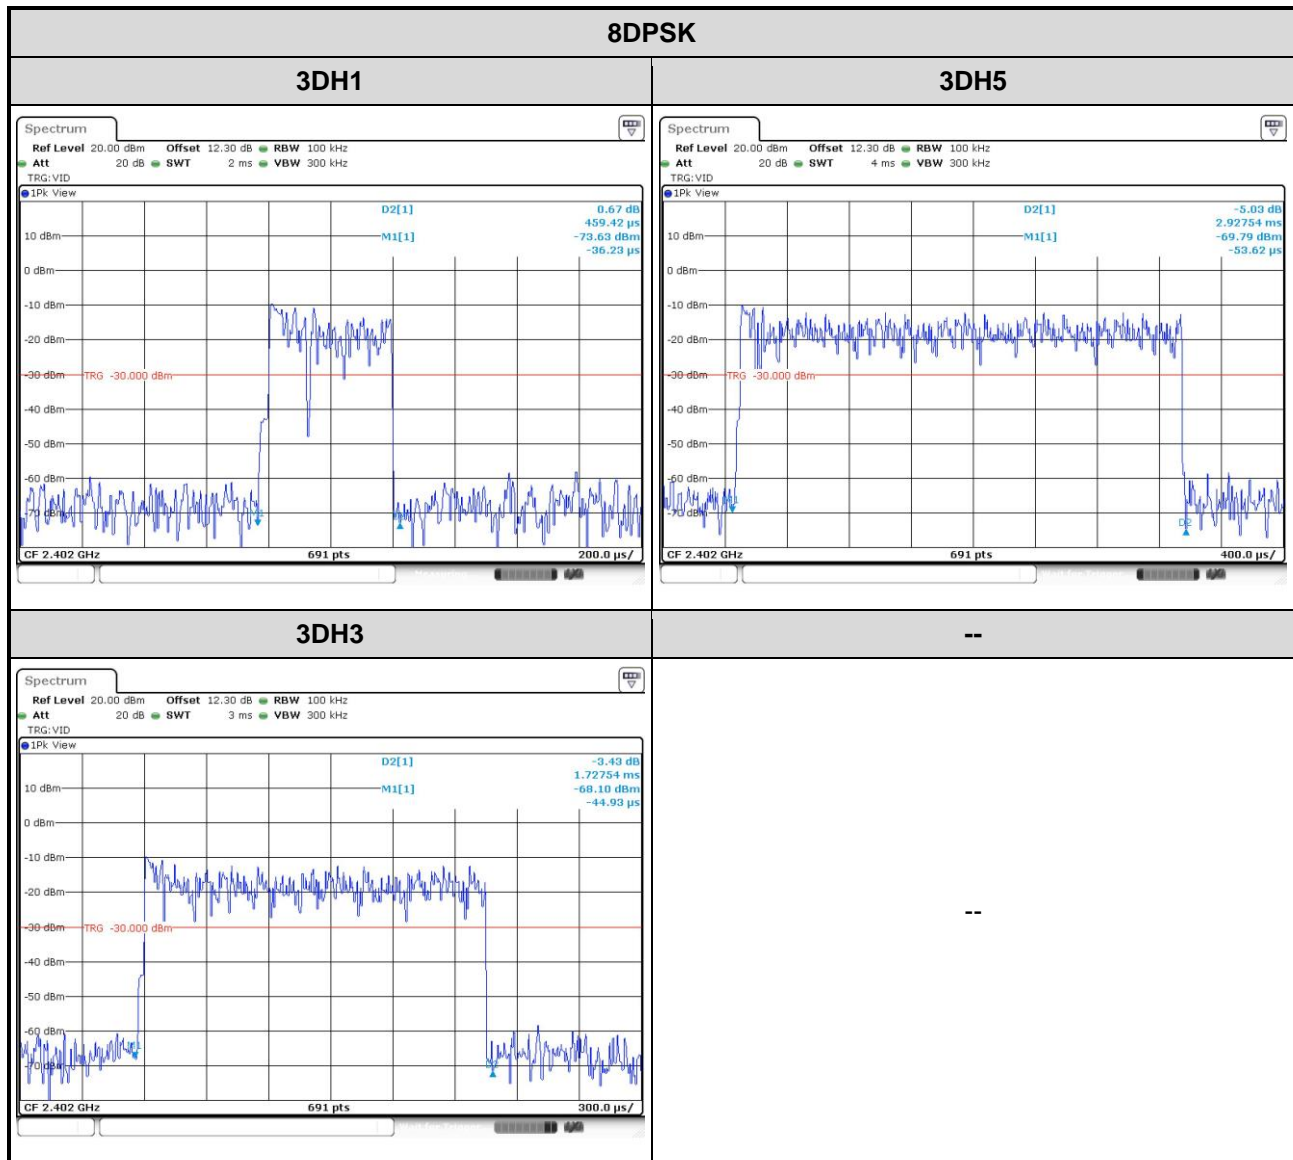 8DPSK
3DH1
3DH5
Spectrum
Ref Level 20.00 dBm Offset 12.30 dB RBW 100 kHz
Att 20 dB SWT 2 ms VBW 300 kHz
TRG:VID
1Pk View
D2[1] 0.67 dB
459.42 µs
10 dBm M1[1] -73.63 dBm
-36.23 µs
0 dBm
-10 dBm
-20 dBm
-30 dBm TRG -30.000 dBm
-40 dBm
-50 dBm
-60 dBm
-70 dBm
CF 2.402 GHz 691 pts 200.0 µs/
Spectrum
Ref Level 20.00 dBm Offset 12.30 dB RBW 100 kHz
Att 20 dB SWT 4 ms VBW 300 kHz
TRG:VID
1Pk View
D2[1] -5.03 dB
2.92754 ms
10 dBm M1[1] -69.79 dBm
-53.62 µs
0 dBm
-10 dBm
-20 dBm
-30 dBm TRG -30.000 dBm
-40 dBm
-50 dBm
-60 dBm
-70 dBm
D2
CF 2.402 GHz 691 pts 400.0 µs/
3DH3
--
Spectrum
Ref Level 20.00 dBm Offset 12.30 dB RBW 100 kHz
Att 20 dB SWT 3 ms VBW 300 kHz
TRG:VID
1Pk View
D2[1] -3.43 dB
1.72754 ms
10 dBm M1[1] -68.10 dBm
-44.93 µs
0 dBm
-10 dBm
-20 dBm
-30 dBm TRG -30.000 dBm
-40 dBm
-50 dBm
-60 dBm
-70 dBm
CF 2.402 GHz 691 pts 300.0 µs/
--